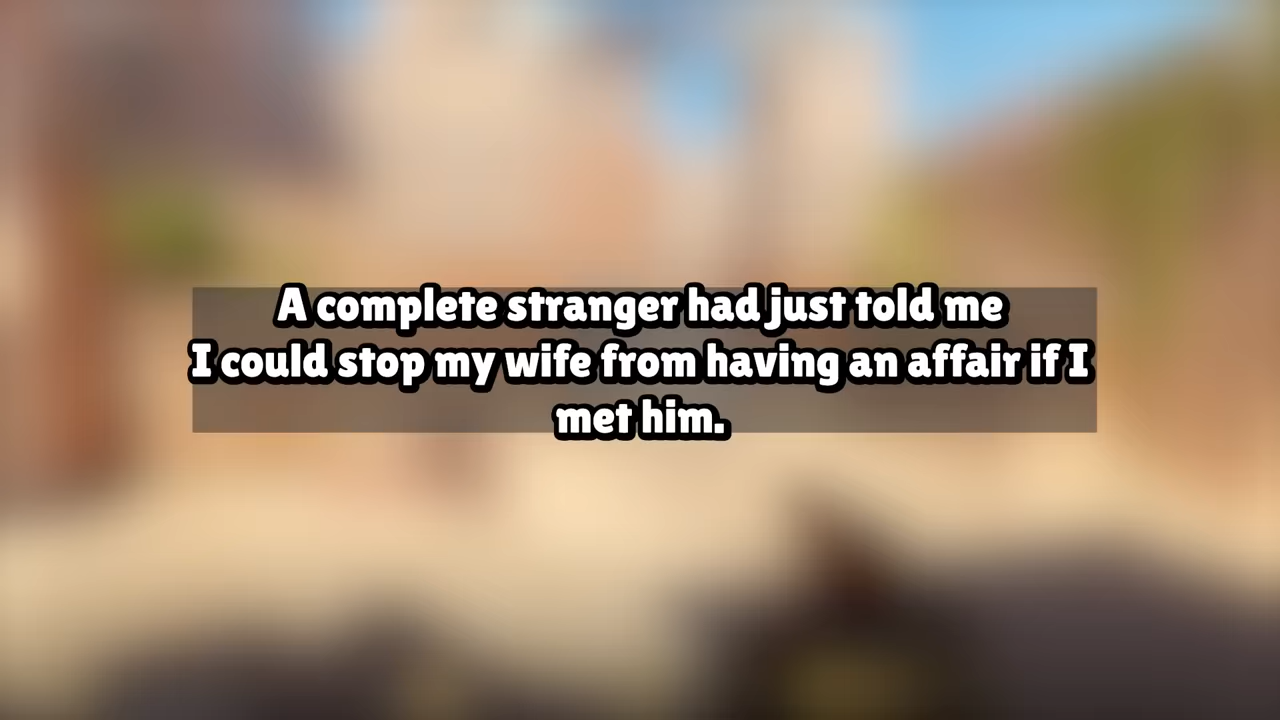 A complete stranger had just told me
I could stop my wife from having an affair if I
met him.